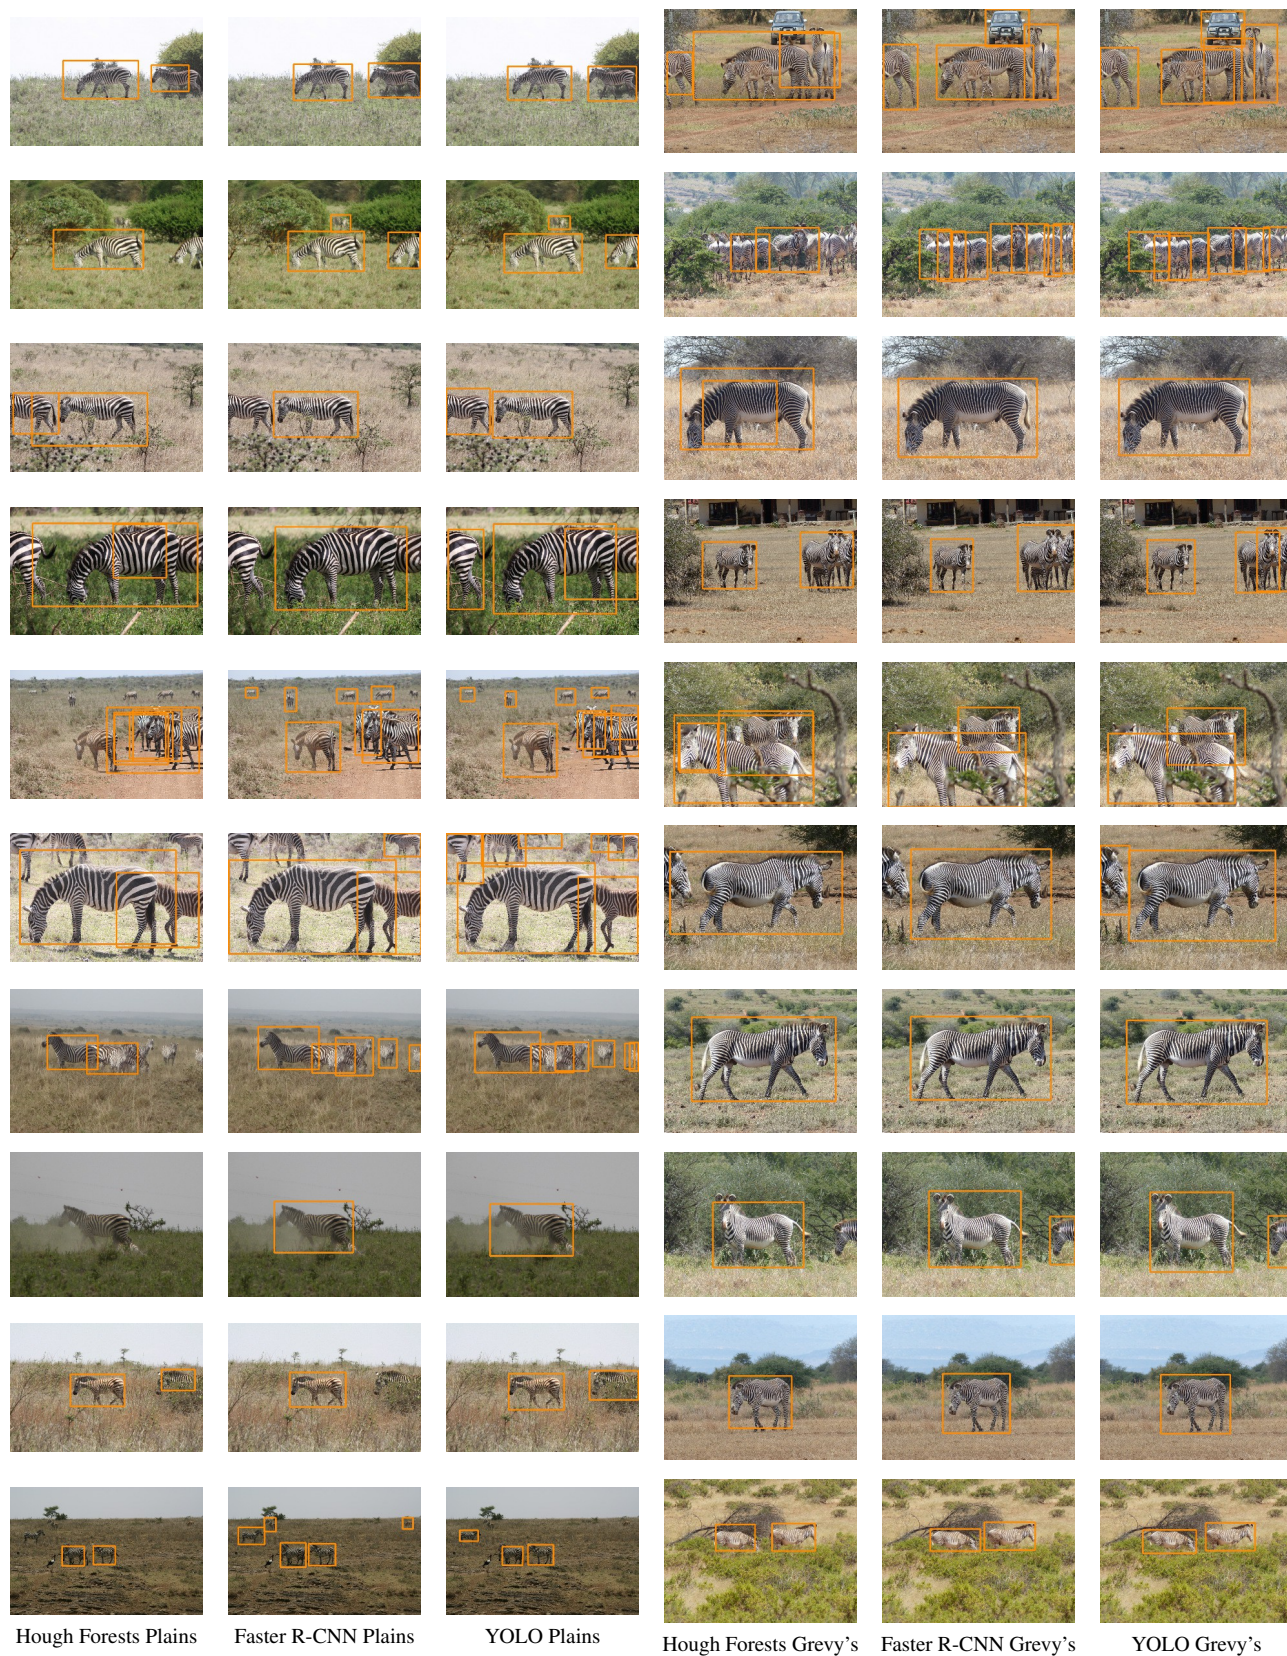 Hough Forests Plains
Faster R-CNN Plains
YOLO Plains
Hough Forests Grevy's
Faster R-CNN Grevy's
YOLO Grevy's